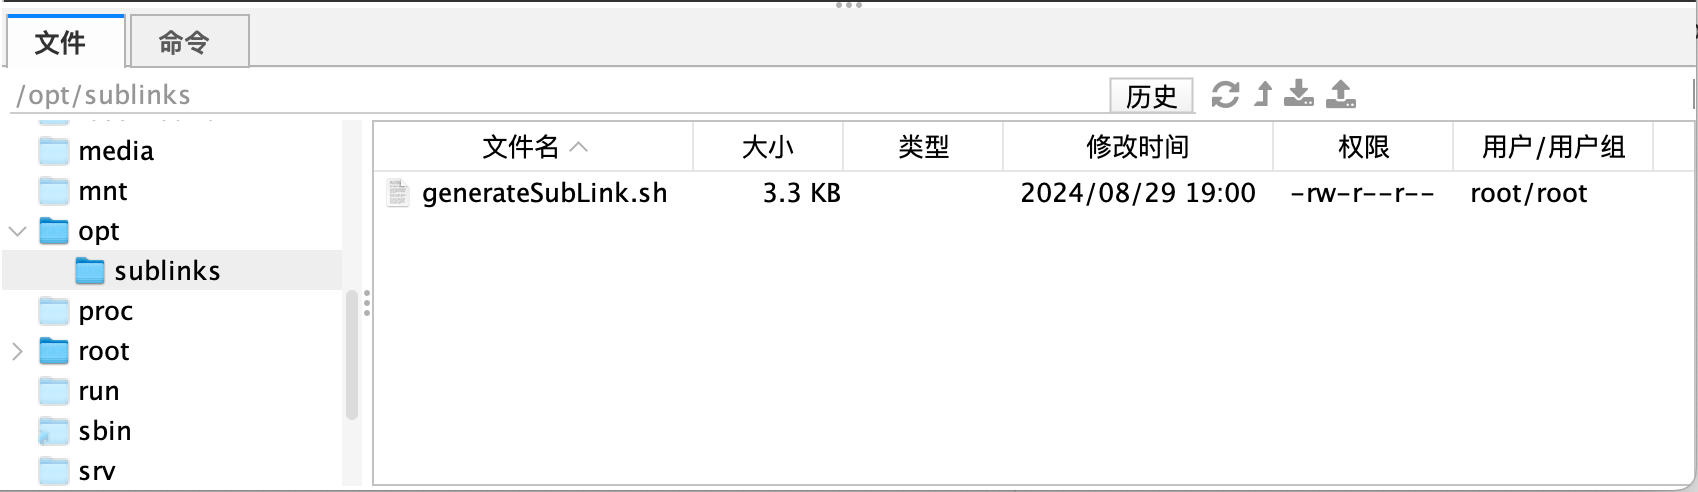 文件 命令
/opt/sublinks 历史
文件名 大小 类型 修改时间 权限 用户/用户组
generateSubLink.sh 3.3 KB 2024/08/29 19:00 -rw-r--r-- root/root
media
mnt
opt
sublinks
proc
root
run
sbin
srv